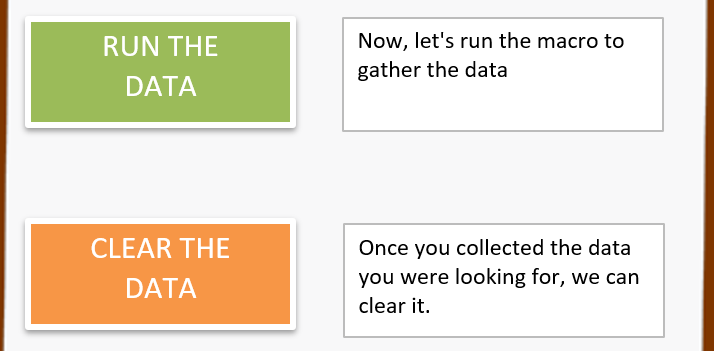 RUN THE
DATA
Now, let's run the macro to
gather the data
CLEAR THE
DATA
Once you collected the data
you were looking for, we can
clear it.